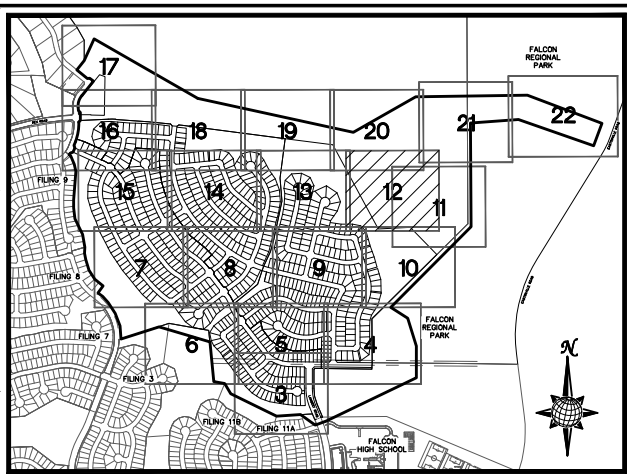 FALCON
REGIONAL
PARK
17
22
21
16
18
19
20
FILING 9
15
14
13
12
11
7
8
9
10
FILING 8
FALCON
REGIONAL
PARK
FILING 7
6
5
4
N
FILING 3
3
FILING 11B
FILING 11A
FALCON
HIGH SCHOOL